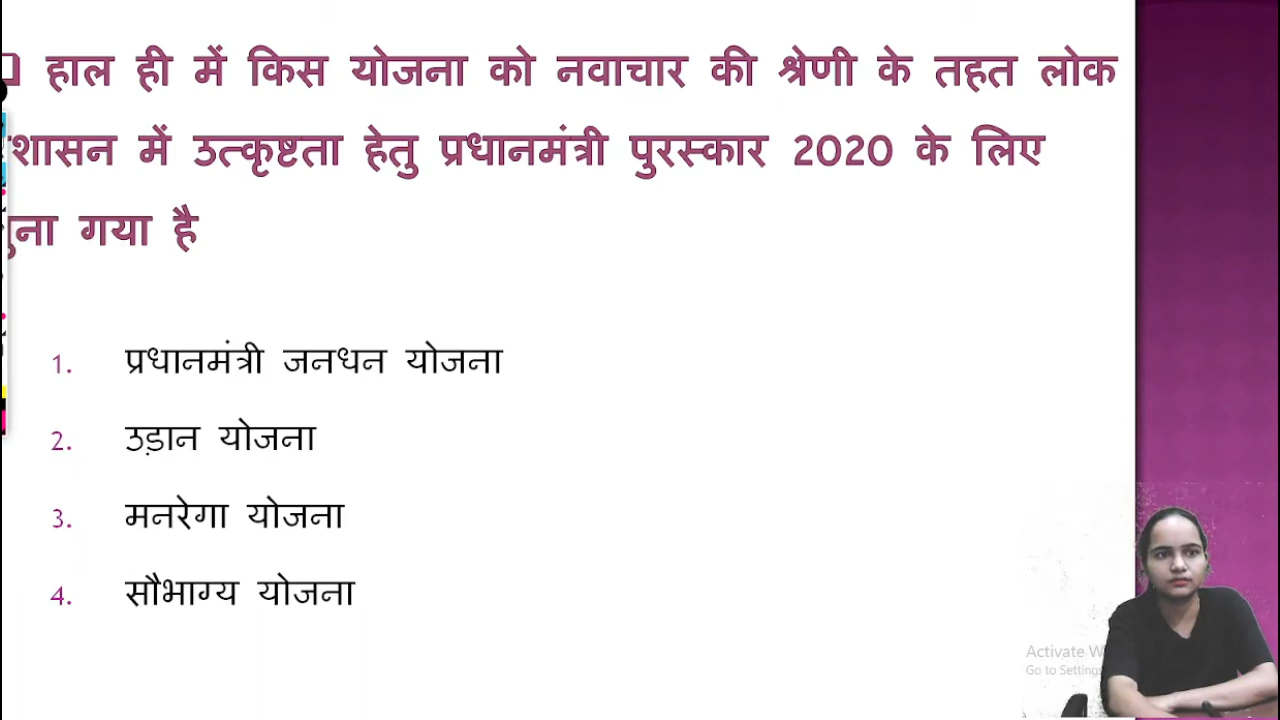 हाल ही में किस योजना को नवाचार की श्रेणी के तहत लोक
शासन में उत्कृष्टता हेतु प्रधानमंत्री पुरस्कार 2020 के लिए
गया है
1. प्रधानमंत्री जनधन योजना
2. उड़ान योजना
3. मनरेगा योजना
4. सौभाग्य योजना
Activate
Go to Settings